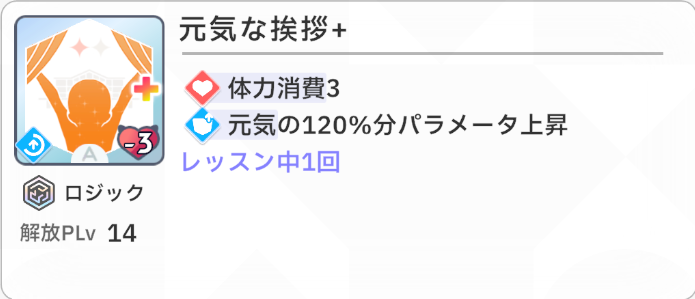 元気な挨拶+
体力消費3
元気の120%分パラメータ上昇
レッスン中1回
A
-3
ロジック
解放PLv 14